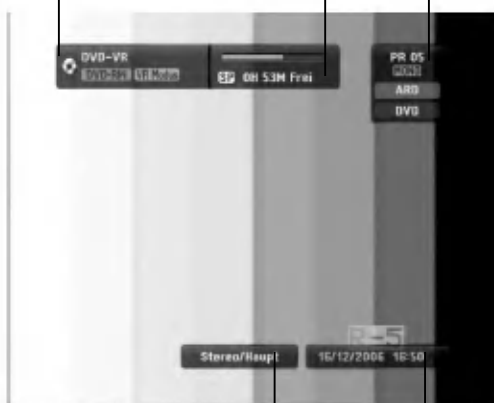 DVD-VR
DVD-RW VR Modus
SP 0H 53M Frei
PR 05
MONO
ARD
DVD
Stereo/Haupt
16/12/2006 16:50